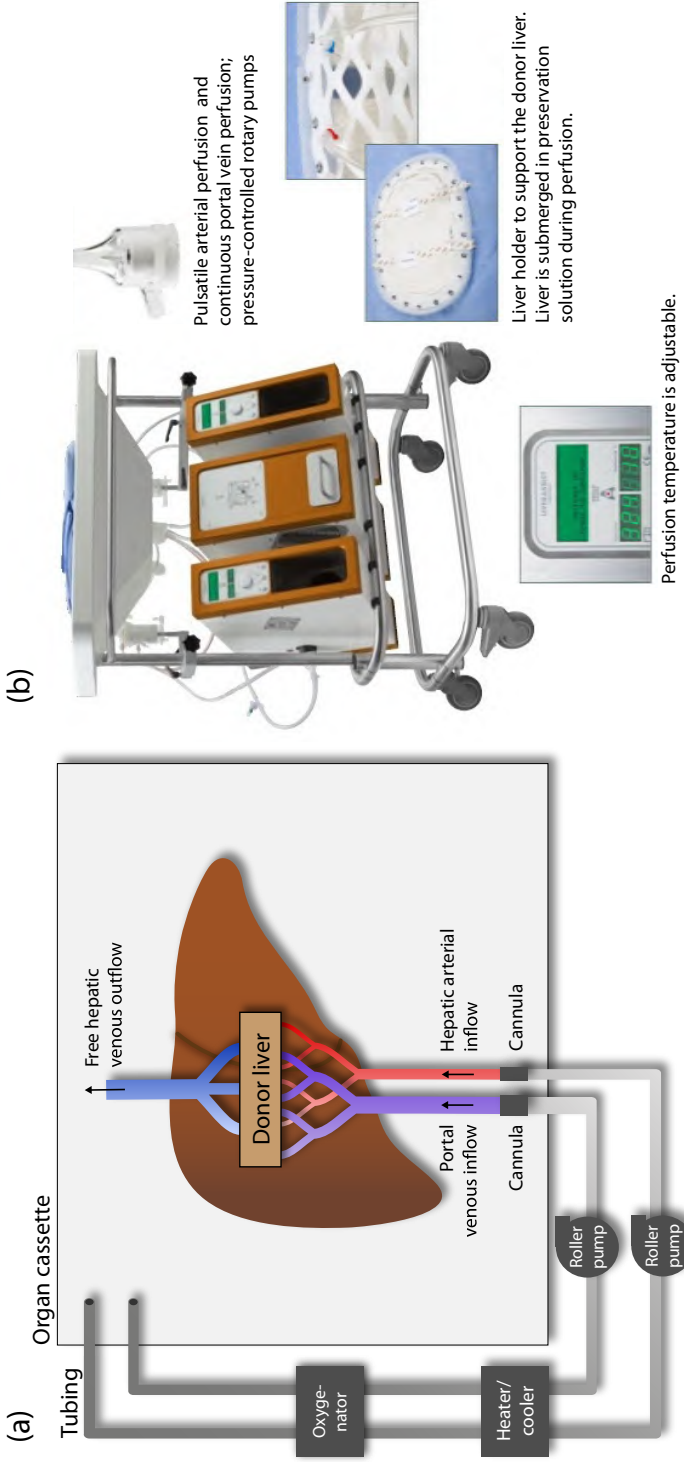 (a)
Organ cassette
Tubing
Free hepatic
venous outflow
Donor liver
Portal
venous inflow
Hepatic arterial
inflow
Cannula
Cannula
Oxyge-
nator
Heater/
cooler
Roller
pump
Roller
pump
(b)
Pulsatile arterial perfusion and
continuous portal vein perfusion;
pressure-controlled rotary pumps
Liver holder to support the donor liver.
Liver is submerged in preservation
solution during perfusion.
Perfusion temperature is adjustable.